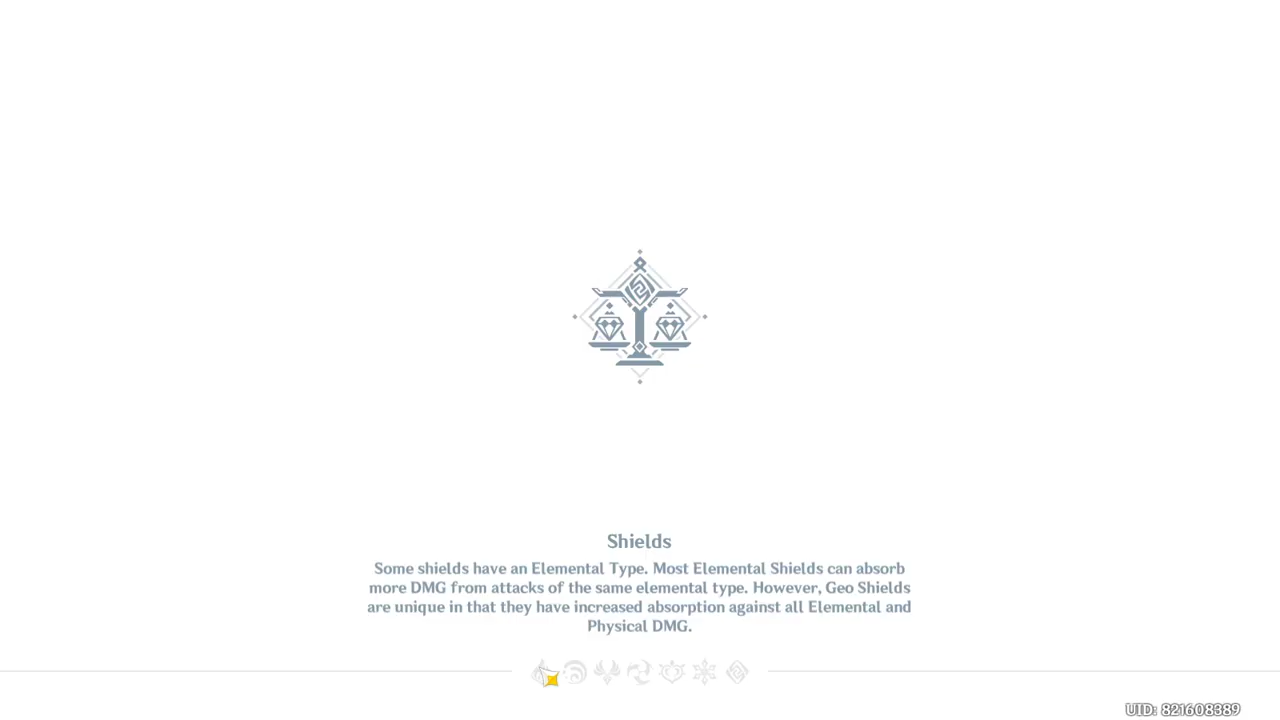 Shields
Some shields have an Elemental Type. Most Elemental Shields can absorb
more DMG from attacks of the same elemental type. However, Geo Shields
are unique in that they have increased absorption against all Elemental and
Physical DMG.
UID: 821608389